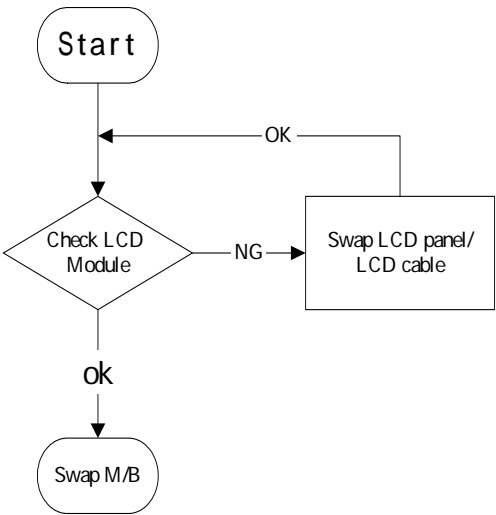 Start
OK
Check LCD
Module
NG
Swap LCD panel/
LCD cable
ok
Swap M/B